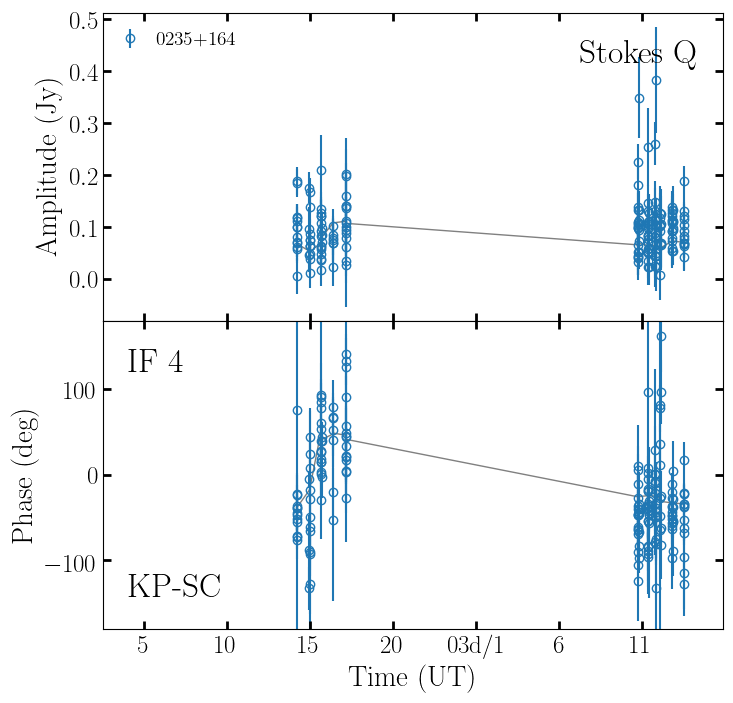 0235+164
Stokes Q
Amplitude (Jy)
0.5
0.4
0.3
0.2
0.1
0.0
IF 4
Phase (deg)
100
0
−100
KP-SC
5 10 15 20 03d/1 6 11
Time (UT)